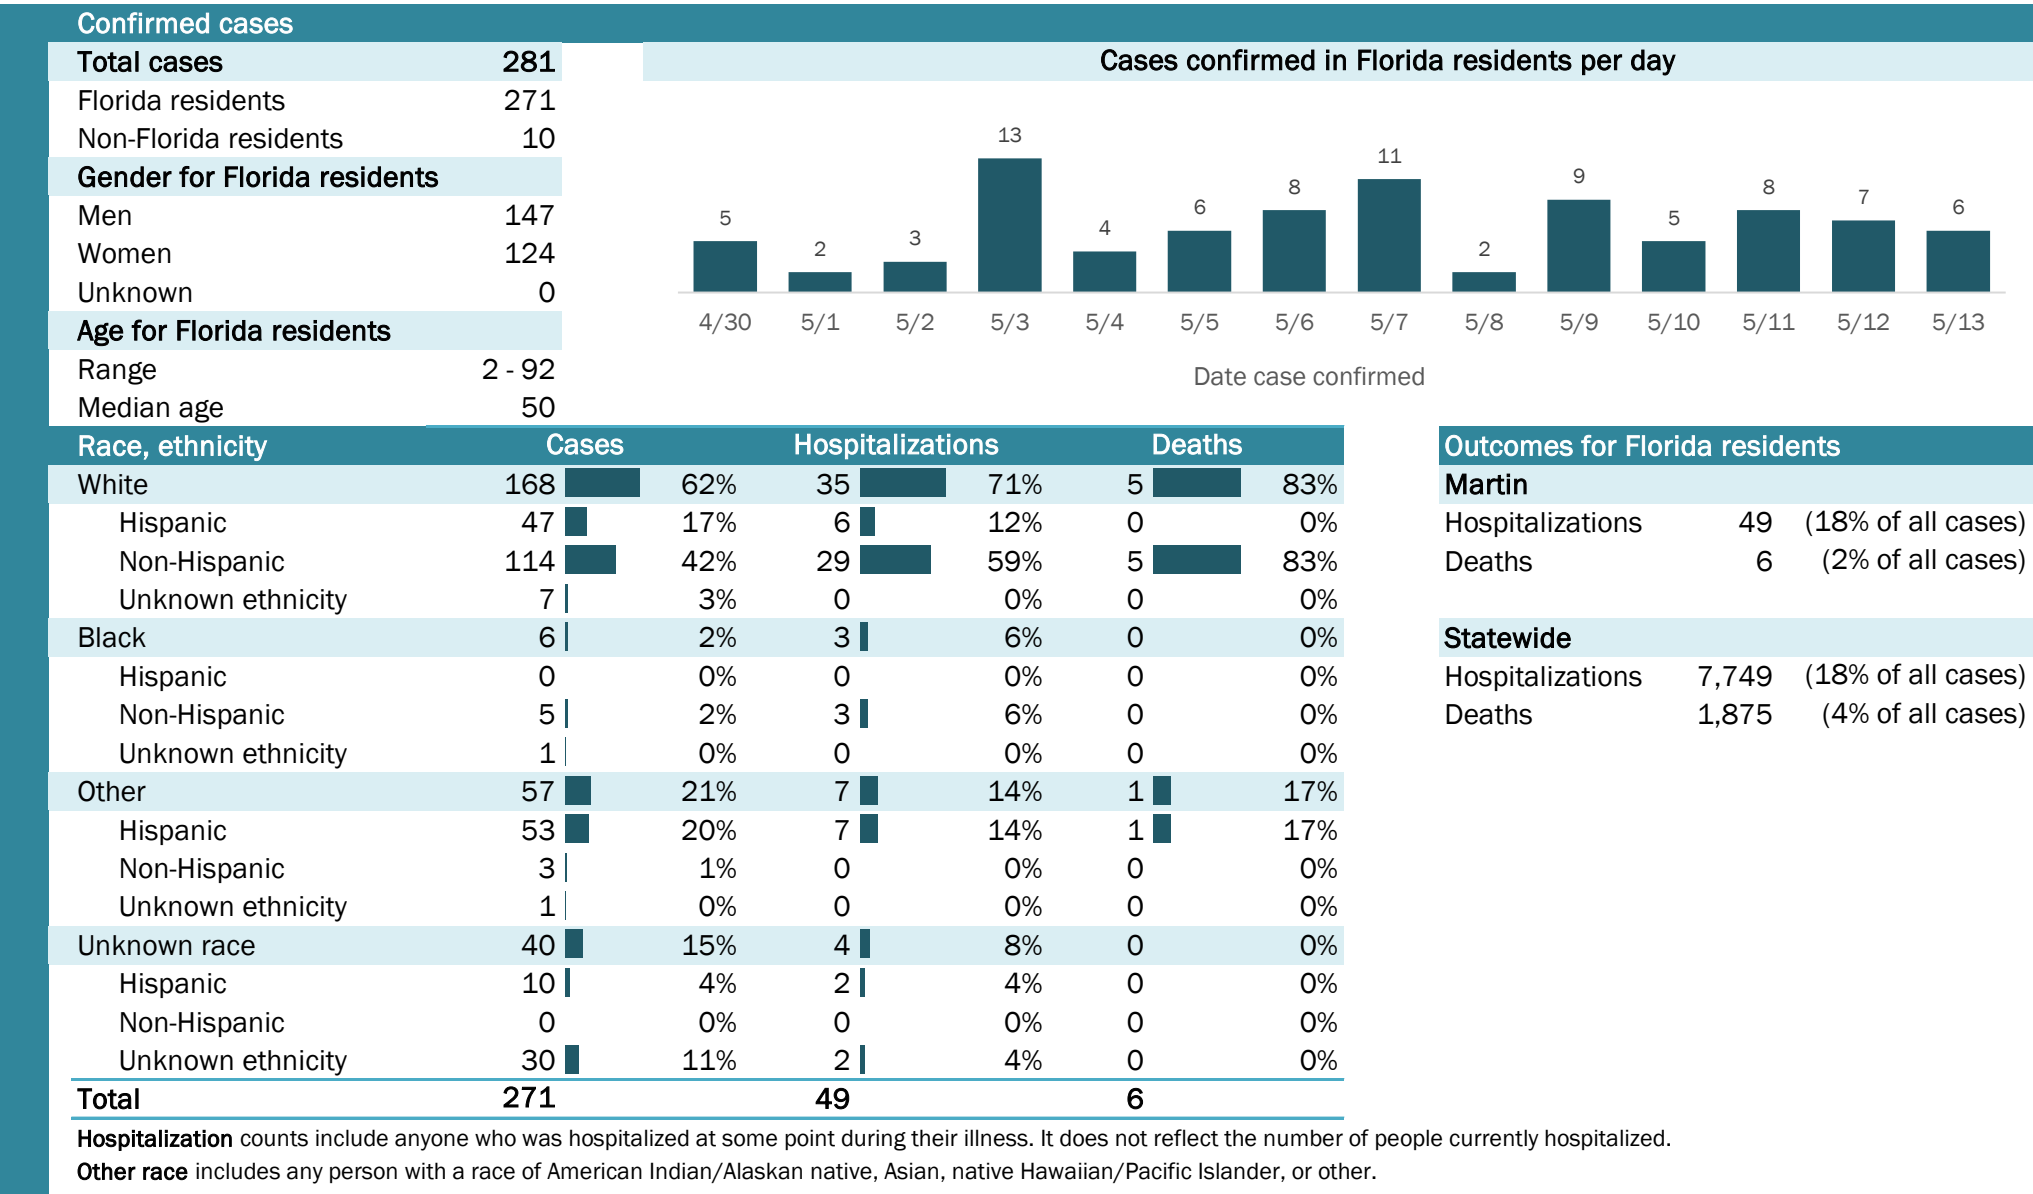 Confirmed cases
Total cases 281
Florida residents 271
Non-Florida residents 10
Gender for Florida residents
Men 147
Women 124
Unknown 0
Age for Florida residents
Range 2 - 92
Median age 50
Cases confirmed in Florida residents per day
5 2 3 13 4 6 8 11 2 9 5 8 7 6
4/30 5/1 5/2 5/3 5/4 5/5 5/6 5/7 5/8 5/9 5/10 5/11 5/12 5/13
Date case confirmed
Race, ethnicity Cases Hospitalizations Deaths
White 168 62% 35 71% 5 83%
Hispanic 47 17% 6 12% 0 0%
Non-Hispanic 114 42% 29 59% 5 83%
Unknown ethnicity 7 3% 0 0% 0 0%
Black 6 2% 3 6% 0 0%
Hispanic 0 0% 0 0% 0 0%
Non-Hispanic 5 2% 3 6% 0 0%
Unknown ethnicity 1 0% 0 0% 0 0%
Other 57 21% 7 14% 1 17%
Hispanic 53 20% 7 14% 1 17%
Non-Hispanic 3 1% 0 0% 0 0%
Unknown ethnicity 1 0% 0 0% 0 0%
Unknown race 40 15% 4 8% 0 0%
Hispanic 10 4% 2 4% 0 0%
Non-Hispanic 0 0% 0 0% 0 0%
Unknown ethnicity 30 11% 2 4% 0 0%
Total 271 49 6
Outcomes for Florida residents
Martin
Hospitalizations 49 (18% of all cases)
Deaths 6 (2% of all cases)
Statewide
Hospitalizations 7,749 (18% of all cases)
Deaths 1,875 (4% of all cases)
Hospitalization counts include anyone who was hospitalized at some point during their illness. It does not reflect the number of people currently hospitalized.
Other race includes any person with a race of American Indian/Alaskan native, Asian, native Hawaiian/Pacific Islander, or other.